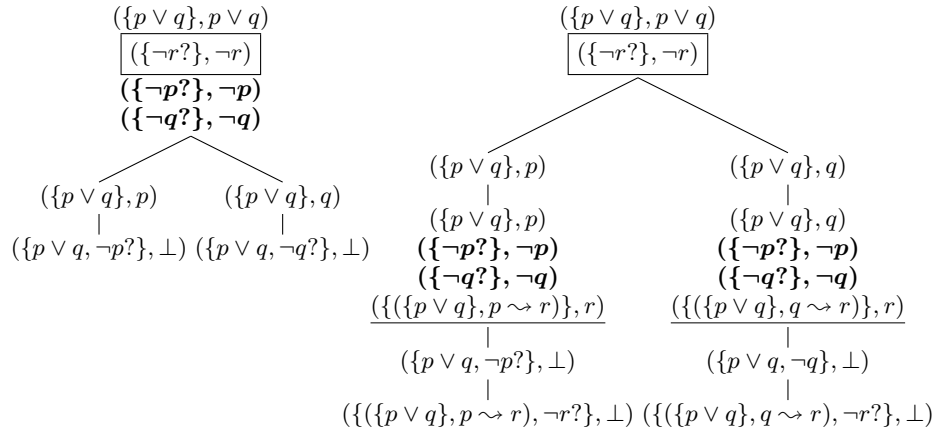 ({p ∨ q}, p ∨ q)
({¬r?}, ¬r)
({¬p?}, ¬p)
({¬q?}, ¬q)
({p ∨ q}, p) ({p ∨ q}, q)
({p ∨ q, ¬p?}, ⊥) ({p ∨ q, ¬q?}, ⊥)
({p ∨ q}, p ∨ q)
({¬r?}, ¬r)
({p ∨ q}, p) ({p ∨ q}, q)
({p ∨ q}, p) ({p ∨ q}, q)
({¬p?}, ¬p) ({¬p?}, ¬p)
({¬q?}, ¬q) ({¬q?}, ¬q)
({({p ∨ q}, p ⇝ r)}, r) ({({p ∨ q}, q ⇝ r)}, r)
({p ∨ q, ¬p?}, ⊥) ({p ∨ q, ¬q}, ⊥)
({({p ∨ q}, p ⇝ r), ¬r?}, ⊥) ({({p ∨ q}, q ⇝ r), ¬r?}, ⊥)